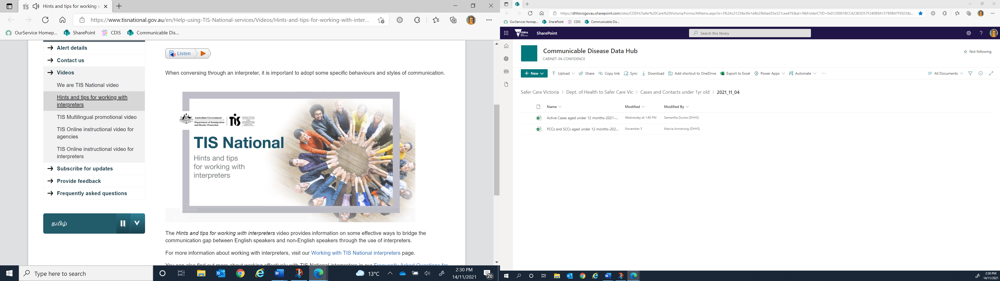 Hints and tips for working w
https://www.tisnational.gov.au/en/Help-using-TIS-National-services/Videos/Hints-and-tips-for-working-with-inter...
OurService Homep...
SharePoint
CDIS
Communicable Dis...
Alert details
Contact us
Videos
We are TIS National video
Hints and tips for working with
interpreters
TIS Multilingual promotional video
TIS Online instructional video for
agencies
TIS Online instructional video for
interpreters
Subscribe for updates
Provide feedback
Frequently asked questions
தமிழ்
Listen
When conversing through an interpreter, it is important to adopt some specific behaviours and styles of communication.
Australian Government
Department of Immigration
and Border Protection
TIS
TRANSLATING
AND
INTERPRETING
SERVICE
TIS National
Hints and tips
for working with
interpreters
The Hints and tips for working with interpreters video provides information on some effective ways to bridge the
communication gap between English speakers and non-English speakers through the use of interpreters.
For more information about working with interpreters, visit our Working with TIS National interpreters page.
You can also find out more about working effectively with TIS National interpreters in our Frequently Asked Questions for
Type here to search
13°C
2:30 PM
14/11/2021
20
https://dhhsvicgovau.sharepoint.com/sites/CDDH/Safer%20Care%20Victoria/Forms/AllItems.aspx?e=5%3Ac31238e3fe1d4b29b6ad35e321cee476&at=9&FolderCTID=0x0120001BCC423B3D57F240B9A137B9B47FE923&i...
OurService Homep...
SharePoint
CDIS
Communicable Dis...
VICTORIA
State
Government
SharePoint
Search this library
Communicable Disease Data Hub
CABINET-IN-CONFIDENCE
Not following
New
Upload
Share
Copy link
Sync
Download
Add shortcut to OneDrive
Export to Excel
Power Apps
Automate
All Documents
Safer Care Victoria > Dept. of Health to Safer Care Vic > Cases and Contacts under 1yr old > 2021_11_04
Name Modified Modified By
Active Cases aged under 12 months-2021-... Wednesday at 1:40 PM Samantha Dunne (DHHS)
PCCs and SCCs aged under 12 months-202... November 5 Marcia Armstrong (DHHS)
2:30 PM
14/11/2021